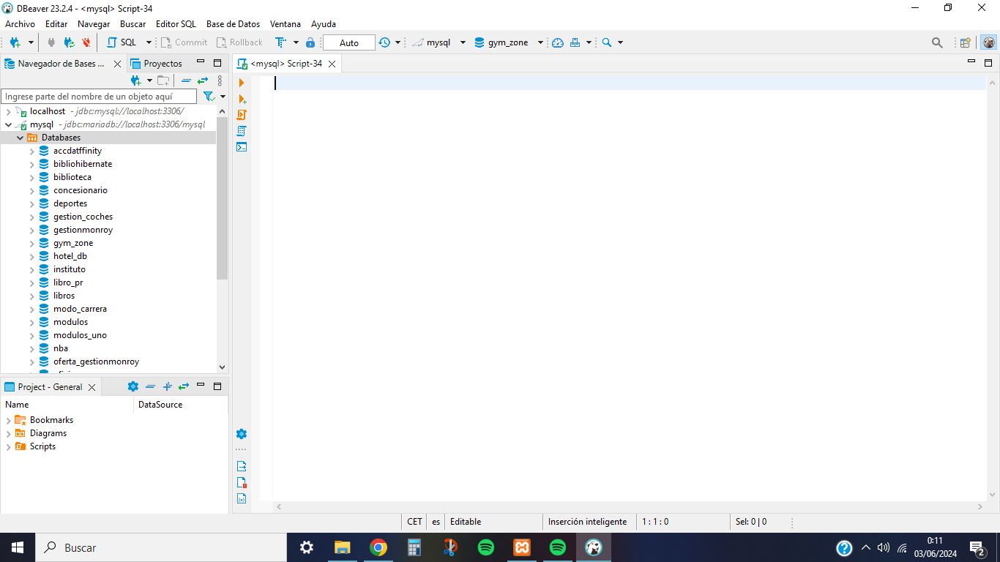 DBeaver 23.2.4 - <mysql> Script-34
Archivo Editar Navegar Buscar Editor SQL Base de Datos Ventana Ayuda
SQL Commit Rollback Auto mysql gym_zone
Navegador de Bases ... Proyectos
<mysql> Script-34
Ingrese parte del nombre de un objeto aquí
localhost - jdbc:mysql://localhost:3306/
mysql - jdbc:mariadb://localhost:3306/mysql
Databases
accdatffinity
bibliohibernate
biblioteca
concesionario
deportes
gestion_coches
gestionmonroy
gym_zone
hotel_db
instituto
libro_pr
libros
modo_carrera
modulos
modulos_uno
nba
oferta_gestionmonroy
Project - General
Name DataSource
Bookmarks
Diagrams
Scripts
CET es Editable Inserción inteligente 1 : 1 : 0 Sel: 0 | 0
Buscar
0:11
03/06/2024
2